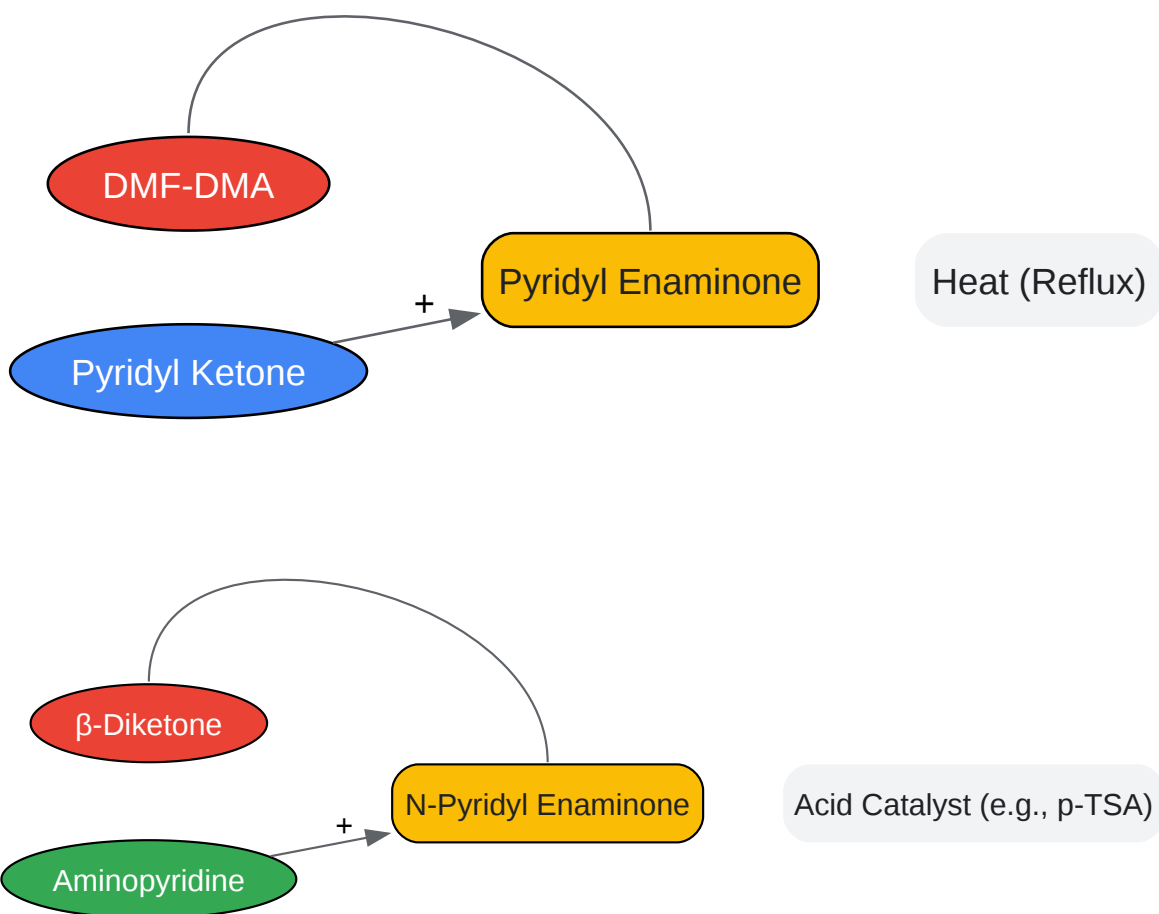 DMF-DMA
Pyridyl Enaminone
Heat (Reflux)
+
Pyridyl Ketone
β-Diketone
N-Pyridyl Enaminone
Acid Catalyst (e.g., p-TSA)
+
Aminopyridine